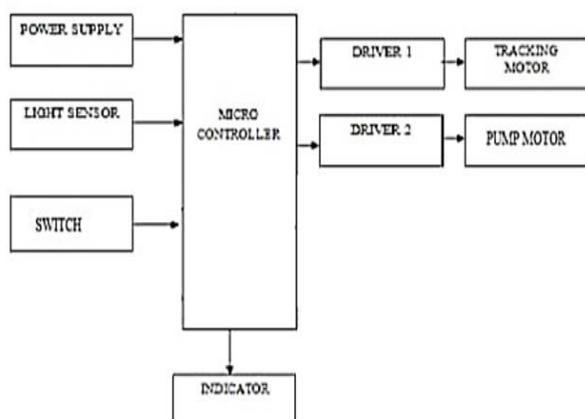 POWER SUPPLY
LIGHT SENSOR
SWITCH
MICRO
CONTROLLER
DRIVER 1
TRACKING
MOTOR
DRIVER 2
PUMP MOTOR
INDICATOR